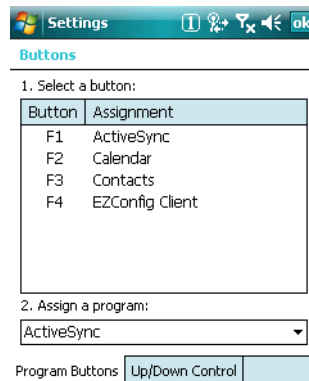 Settings 1 ok
Buttons
1. Select a button:
Button Assignment
F1 ActiveSync
F2 Calendar
F3 Contacts
F4 EZConfig Client
2. Assign a program:
ActiveSync
Program Buttons Up/Down Control